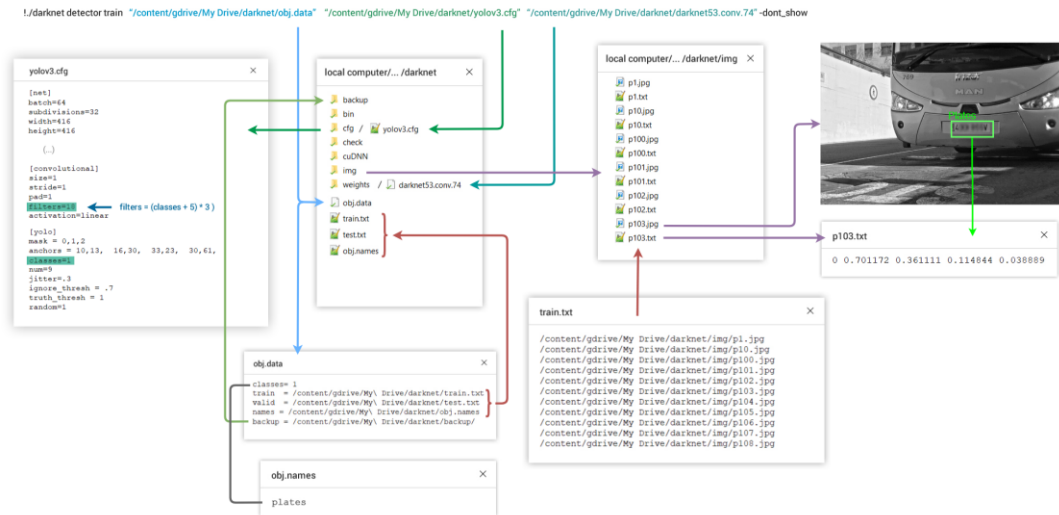 !./darknet detector train "/content/gdrive/My Drive/darknet/obj.data" "/content/gdrive/My Drive/darknet/yolov3.cfg" "/content/gdrive/My Drive/darknet/darknet53.conv.74" -dont_show
yolov3.cfg
[net]
batch=64
subdivisions=32
width=416
height=416
(...)
[convolutional]
size=1
stride=1
pad=1
filters=18
filters = (classes + 5) * 3 )
activation=linear
[yolo]
mask = 0,1,2
anchors = 10,13, 16,30, 33,23, 30,61,
classes=1
num=9
jitter=.3
ignore_thresh = .7
truth_thresh = 1
random=1
local computer/... /darknet
backup
bin
cfg / yolov3.cfg
check
cuDNN
img
weights / darknet53.conv.74
obj.data
train.txt
test.txt
obj.names
local computer/... /darknet/img
p1.jpg
p1.txt
p10.jpg
p10.txt
p100.jpg
p100.txt
p101.jpg
p101.txt
p102.jpg
p102.txt
p103.jpg
p103.txt
MAN
plates
p103.txt
0 0.701172 0.361111 0.114844 0.038889
train.txt
/content/gdrive/My Drive/darknet/img/p1.jpg
/content/gdrive/My Drive/darknet/img/p10.jpg
/content/gdrive/My Drive/darknet/img/p100.jpg
/content/gdrive/My Drive/darknet/img/p101.jpg
/content/gdrive/My Drive/darknet/img/p102.jpg
/content/gdrive/My Drive/darknet/img/p103.jpg
/content/gdrive/My Drive/darknet/img/p104.jpg
/content/gdrive/My Drive/darknet/img/p105.jpg
/content/gdrive/My Drive/darknet/img/p106.jpg
/content/gdrive/My Drive/darknet/img/p107.jpg
/content/gdrive/My Drive/darknet/img/p108.jpg
obj.data
classes= 1
train = /content/gdrive/My\ Drive/darknet/train.txt
valid = /content/gdrive/My\ Drive/darknet/test.txt
names = /content/gdrive/My\ Drive/darknet/obj.names
backup = /content/gdrive/My\ Drive/darknet/backup/
obj.names
plates